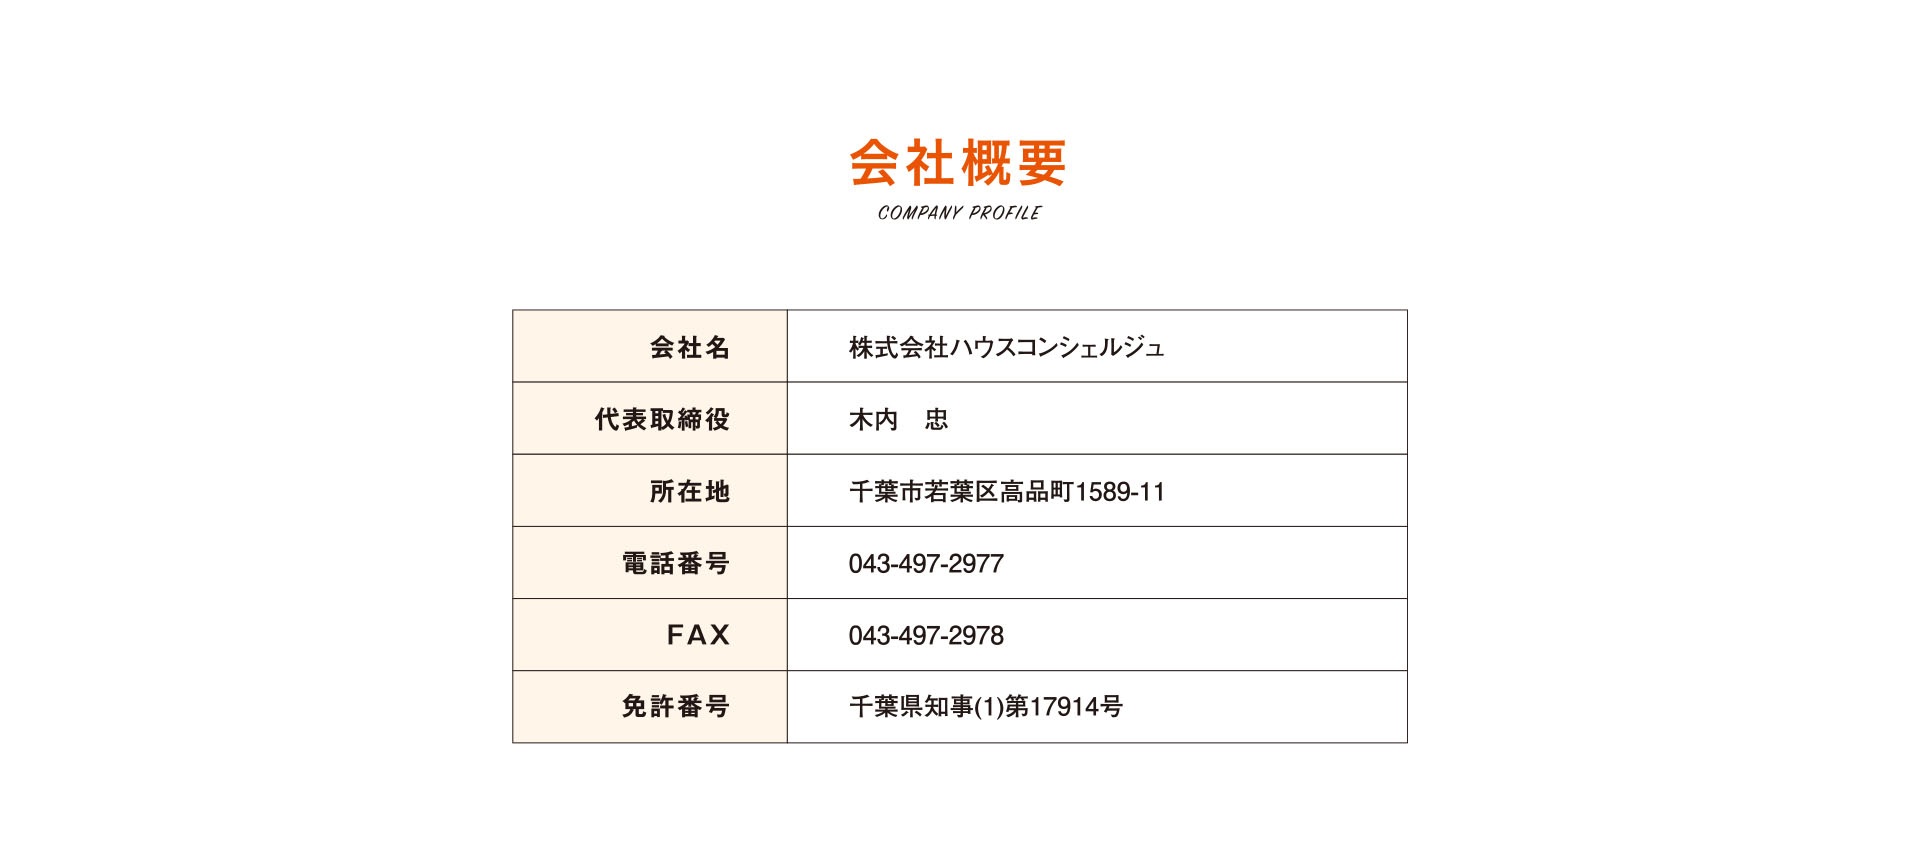 会社概要
COMPANY PROFILE
会社名 株式会社ハウスコンシェルジュ
代表取締役 木内　忠
所在地 千葉市若葉区高品町1589-11
電話番号 043-497-2977
FAX 043-497-2978
免許番号 千葉県知事(1)第17914号